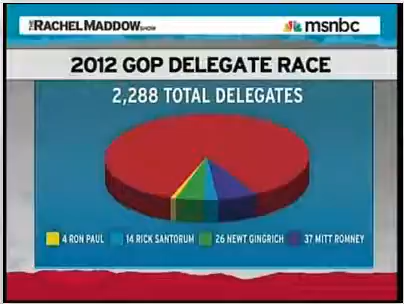 THE RACHEL MADDOW SHOW
msnbc
2012 GOP DELEGATE RACE
2,288 TOTAL DELEGATES
4 RON PAUL 14 RICK SANTORUM 26 NEWT GINGRICH 37 MITT ROMNEY